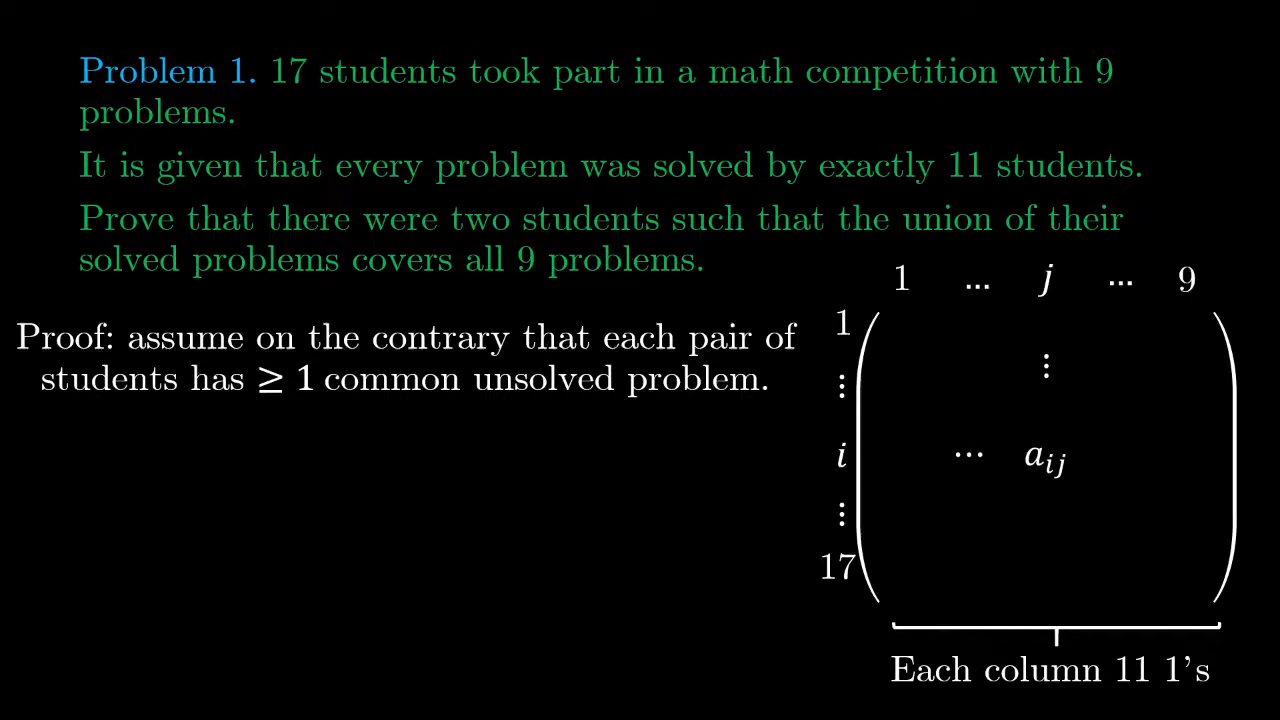 Problem 1. 17 students took part in a math competition with 9
problems.
It is given that every problem was solved by exactly 11 students.
Prove that there were two students such that the union of their
solved problems covers all 9 problems.
Proof: assume on the contrary that each pair of
students has ≥ 1 common unsolved problem.
1 ... j ... 9
1
⋮
⋮
i ⋯ a_{ij}
⋮
17
Each column 11 1's